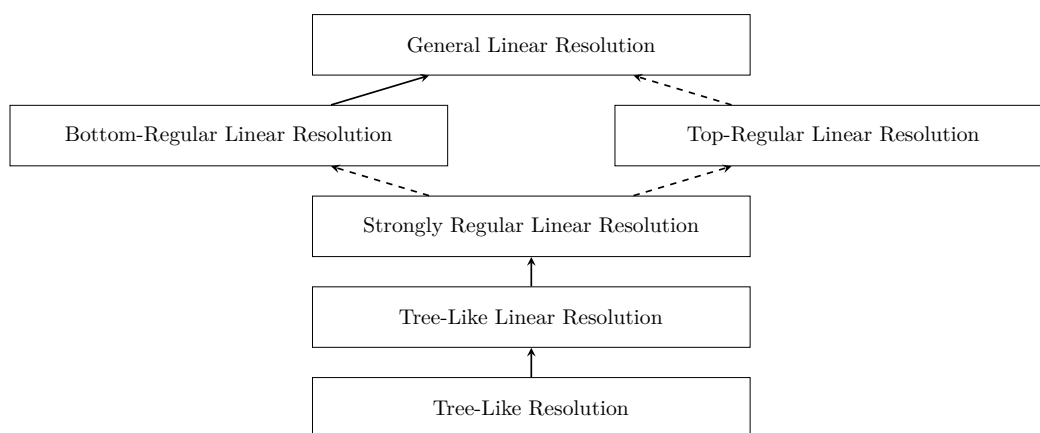 General Linear Resolution
Bottom-Regular Linear Resolution
Top-Regular Linear Resolution
Strongly Regular Linear Resolution
Tree-Like Linear Resolution
Tree-Like Resolution